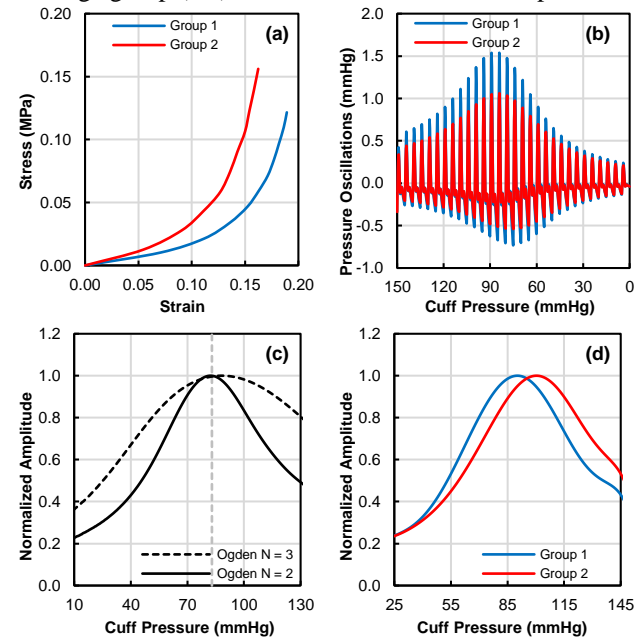 Group 1
Group 2
(a)
0.20
0.15
0.10
0.05
0.00
Stress (MPa)
0.00 0.05 0.10 0.15 0.20
Strain
Group 1
Group 2
(b)
2.0
1.5
1.0
0.5
0.0
-0.5
-1.0
Pressure Oscillations (mmHg)
150 120 90 60 30 0
Cuff Pressure (mmHg)
(c)
1.2
1.0
0.8
0.6
0.4
0.2
0.0
Normalized Amplitude
Ogden N = 3
Ogden N = 2
10 40 70 100 130
Cuff Pressure (mmHg)
(d)
1.2
1.0
0.8
0.6
0.4
0.2
0.0
Normalized Amplitude
Group 1
Group 2
25 55 85 115 145
Cuff Pressure (mmHg)